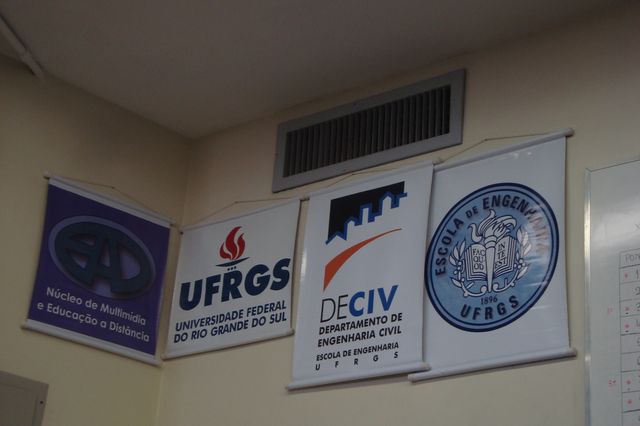 EAD
Núcleo de Multimídia
e Educação a Distância
UFRGS
UNIVERSIDADE FEDERAL
DO RIO GRANDE DO SUL
DECIV
DEPARTAMENTO DE
ENGENHARIA CIVIL
ESCOLA DE ENGENHARIA
UFRGS
ESCOLA DE ENGENHARIA
1896
UFRGS